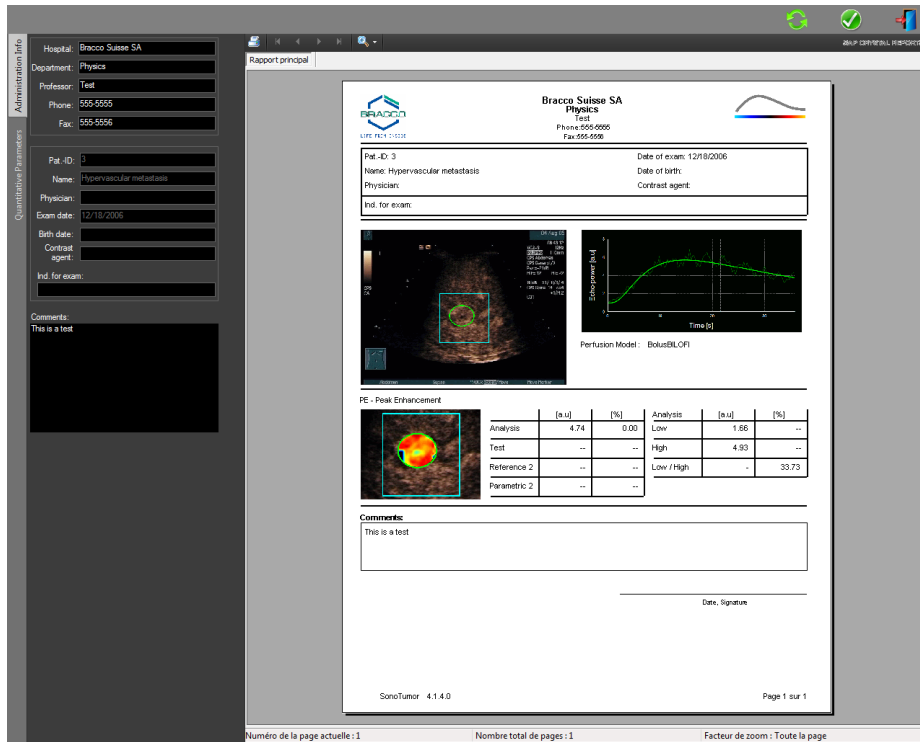 Administration Info
Quantitative Parameters
Hospital: Bracco Suisse SA
Department: Physics
Professor: Test
Phone: 555-5555
Fax: 555-5556
Pat.-ID: 3
Name: Hypervascular metastasis
Physician:
Exam date: 12/18/2006
Birth date:
Contrast agent:
Ind. for exam:
Comments:
This is a test
SAP CRYSTAL REPORTS
Rapport principal
BRACCO
LIFE FROM INSIDE
Bracco Suisse SA
Physics
Test
Phone:555-5555
Fax:555-5556
Pat.-ID: 3 Date of exam: 12/18/2006
Name: Hypervascular metastasis Date of birth:
Physician: Contrast agent:
Ind. for exam:
Echo-power [a.u]
Time [s]
Perfusion Model : BolusBILOFI
PE - Peak Enhancement
[a.u] [%] Analysis [a.u] [%]
Analysis 4.74 0.00 Low 1.66 --
Test -- -- High 4.93 --
Reference 2 -- -- Low / High - 33.73
Parametric 2 -- --
Comments:
This is a test
Date, Signature
SonoTumor 4.1.4.0 Page 1 sur 1
Numéro de la page actuelle : 1 Nombre total de pages : 1 Facteur de zoom : Toute la page